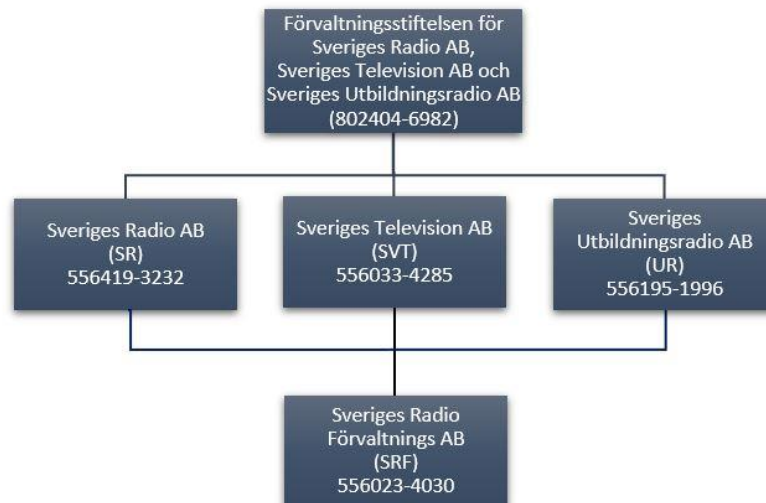 Förvaltningsstiftelsen för
Sveriges Radio AB,
Sveriges Television AB och
Sveriges Utbildningsradio AB
(802404-6982)
Sveriges Radio AB
(SR)
556419-3232
Sveriges Television AB
(SVT)
556033-4285
Sveriges
Utbildningsradio AB
(UR)
556195-1996
Sveriges Radio
Förvaltnings AB
(SRF)
556023-4030